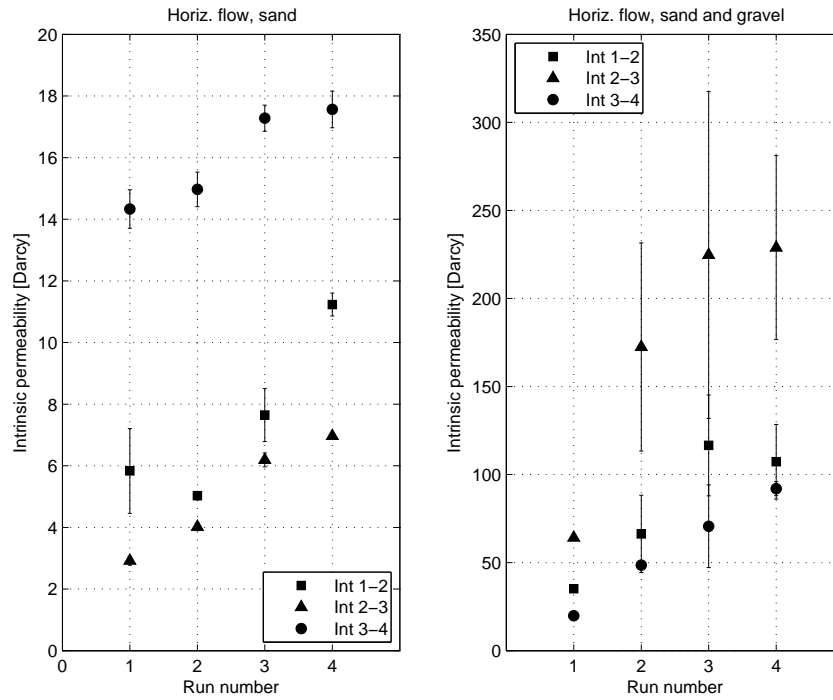 Horiz. flow, sand
Intrinsic permeability [Darcy]
20
18
16
14
12
10
8
6
4
2
0
0
1
2
3
4
Run number
Int 1−2
Int 2−3
Int 3−4
Horiz. flow, sand and gravel
Intrinsic permeability [Darcy]
350
300
250
200
150
100
50
0
1
2
3
4
Run number
Int 1−2
Int 2−3
Int 3−4